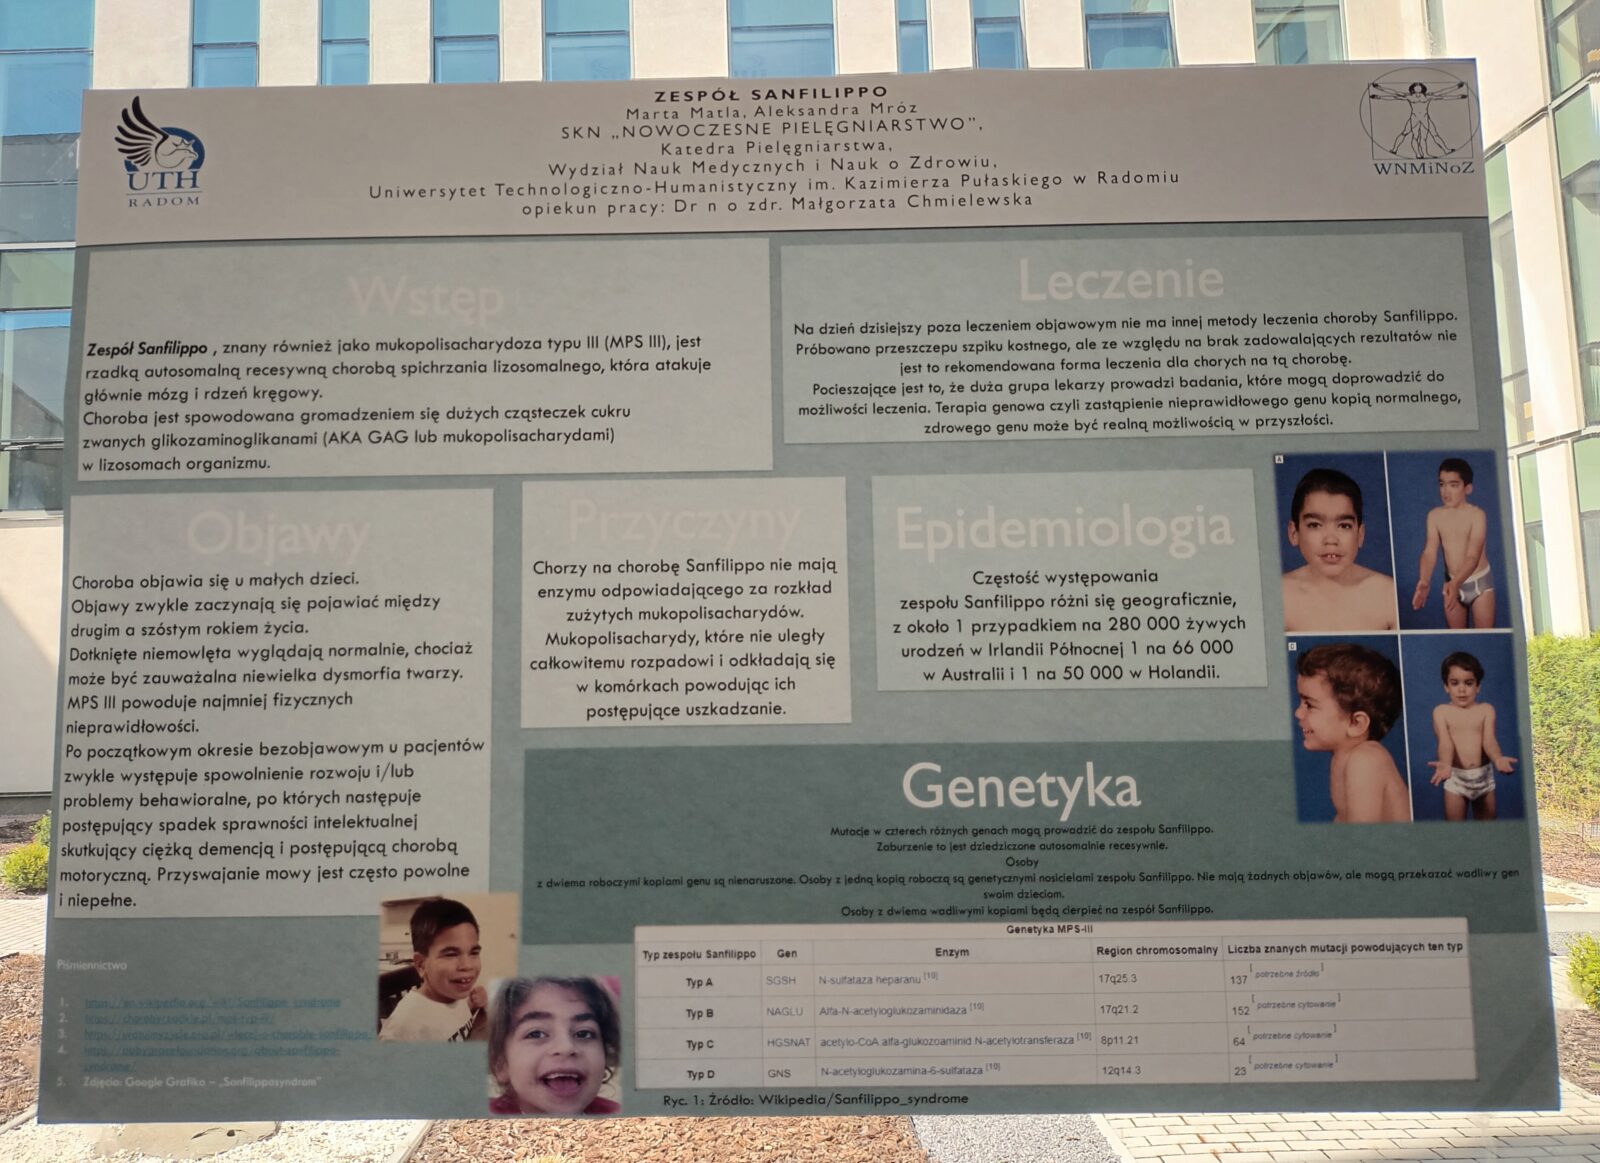 ZESPÓŁ SANFILIPPO
Marta Matla, Aleksandra Mróz
SKN „NOWOCZESNE PIELĘGNIARSTWO”,
Katedra Pielęgniarstwa,
Wydział Nauk Medycznych i Nauk o Zdrowiu,
Uniwersytet Technologiczno-Humanistyczny im. Kazimierza Pułaskiego w Radomiu
opiekun pracy: Dr n o zdr. Małgorzata Chmielewska
UTH
RADOM
WNMiNoZ
Wstęp
Zespół Sanfilippo , znany również jako mukopolisacharydoza typu III (MPS III), jest
rzadką autosomalną recesywną chorobą spichrzania lizosomalnego, która atakuje
głównie mózg i rdzeń kręgowy.
Choroba jest spowodowana gromadzeniem się dużych cząsteczek cukru
zwanych glikozaminoglikanami (AKA GAG lub mukopolisacharydami)
w lizosomach organizmu.
Leczenie
Na dzień dzisiejszy poza leczeniem objawowym nie ma innej metody leczenia choroby Sanfilippo.
Próbowano przeszczepu szpiku kostnego, ale ze względu na brak zadowalających rezultatów nie
jest to rekomendowana forma leczenia dla chorych na tą chorobę.
Pocieszające jest to, że duża grupa lekarzy prowadzi badania, które mogą doprowadzić do
możliwości leczenia. Terapia genowa czyli zastąpienie nieprawidłowego genu kopią normalnego,
zdrowego genu może być realną możliwością w przyszłości.
Objawy
Choroba objawia się u małych dzieci.
Objawy zwykle zaczynają się pojawiać między
drugim a szóstym rokiem życia.
Dotknięte niemowlęta wyglądają normalnie, chociaż
może być zauważalna niewielka dysmorfia twarzy.
MPS III powoduje najmniej fizycznych
nieprawidłowości.
Po początkowym okresie bezobjawowym u pacjentów
zwykle występuje spowolnienie rozwoju i/lub
problemy behawioralne, po których następuje
postępujący spadek sprawności intelektualnej
skutkujący ciężką demencją i postępującą chorobą
motoryczną. Przyswajanie mowy jest często powolne
i niepełne.
Przyczyny
Chorzy na chorobę Sanfilippo nie mają
enzymu odpowiadającego za rozkład
zużytych mukopolisacharydów.
Mukopolisacharydy, które nie uległy
całkowitemu rozpadowi i odkładają się
w komórkach powodując ich
postępujące uszkadzanie.
Epidemiologia
Częstość występowania
zespołu Sanfilippo różni się geograficznie,
z około 1 przypadkiem na 280 000 żywych
urodzeń w Irlandii Północnej 1 na 66 000
w Australii i 1 na 50 000 w Holandii.
A
C
Genetyka
Mutacje w czterech różnych genach mogą prowadzić do zespołu Sanfilippo.
Zaburzenie to jest dziedziczone autosomalnie recesywnie.
Osoby
z dwiema roboczymi kopiami genu są nienaruszone. Osoby z jedną kopią roboczą są genetycznymi nosicielami zespołu Sanfilippo. Nie mają żadnych objawów, ale mogą przekazać wadliwy gen
swoim dzieciom.
Osoby z dwiema wadliwymi kopiami będą cierpieć na zespół Sanfilippo.
Genetyka MPS-III
Typ zespołu Sanfilippo Gen Enzym Region chromosomalny Liczba znanych mutacji powodujących ten typ
Typ A SGSH N-sulfataza heparanu [10] 17q25.3 137 [potrzebne źródło]
Typ B NAGLU Alfa-N-acetyloglukozaminidaza [10] 17q21.2 152 [potrzebne cytowanie]
Typ C HGSNAT acetylo-CoA alfa-glukozoaminid N-acetylotransferaza [10] 8p11.21 64 [potrzebne cytowanie]
Typ D GNS N-acetyloglukozamina-6-sulfataza [10] 12q14.3 23 [potrzebne cytowanie]
Ryc. 1: Źródło: Wikipedia/Sanfilippo_syndrome
Piśmiennictwo
1. https://en.wikipedia.org/wiki/Sanfilippo_syndrome
2.
3.
4.
syndrome/
5. Zdjęcia: Google Grafika – „Sanfilipposyndrom”